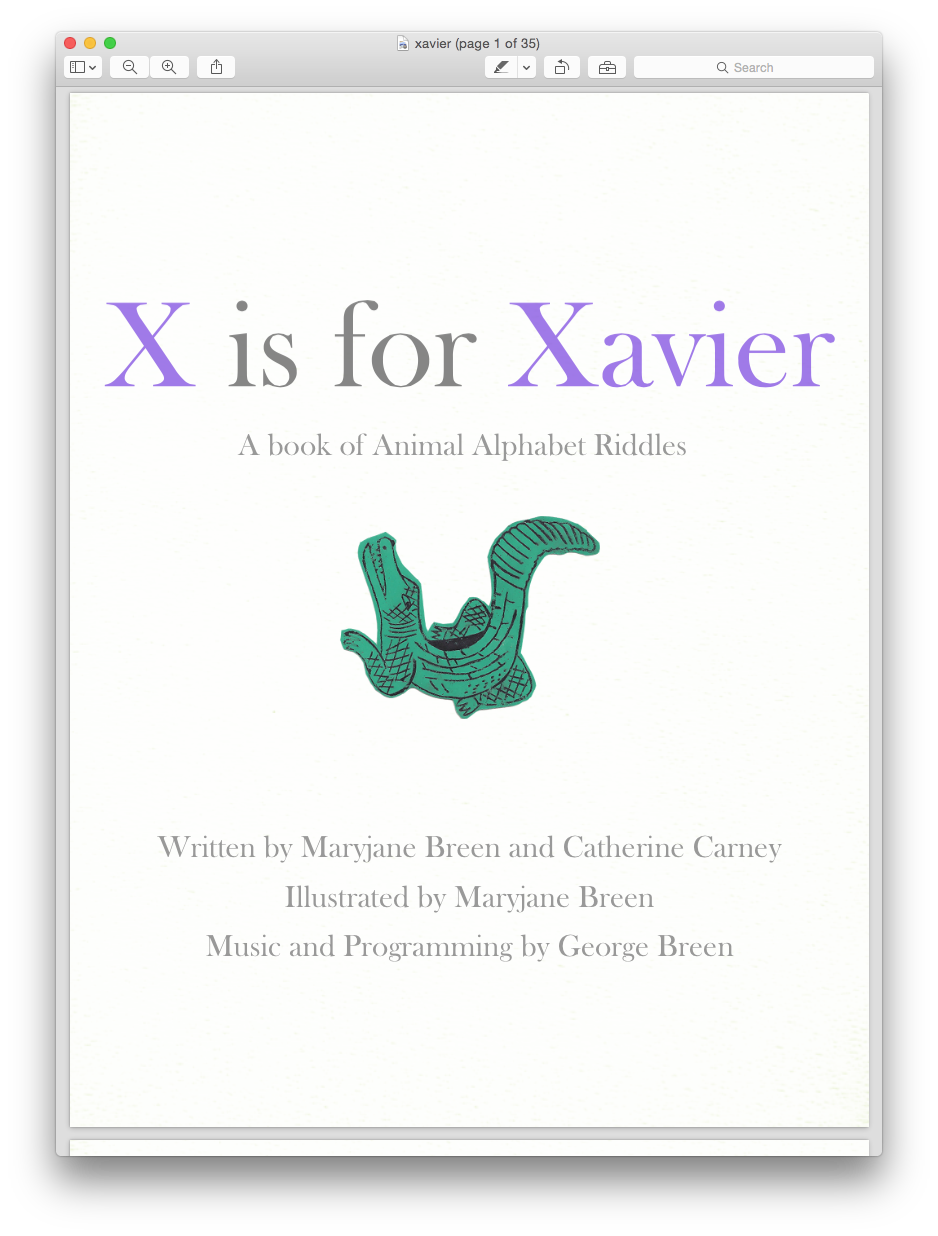 xavier (page 1 of 35)
Search
X is for Xavier
A book of Animal Alphabet Riddles
Written by Maryjane Breen and Catherine Carney
Illustrated by Maryjane Breen
Music and Programming by George Breen